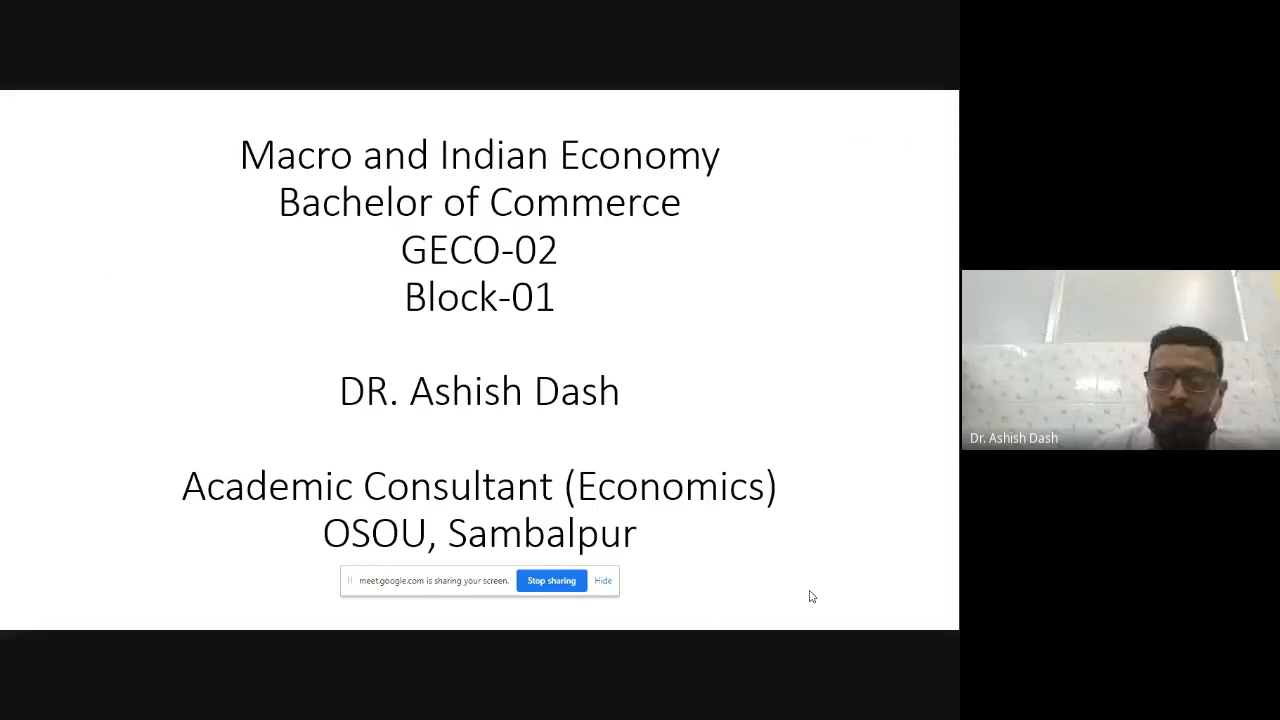 Macro and Indian Economy
Bachelor of Commerce
GECO-02
Block-01
DR. Ashish Dash
Academic Consultant (Economics)
OSOU, Sambalpur
meet.google.com is sharing your screen.
Stop sharing
Hide
Dr. Ashish Dash